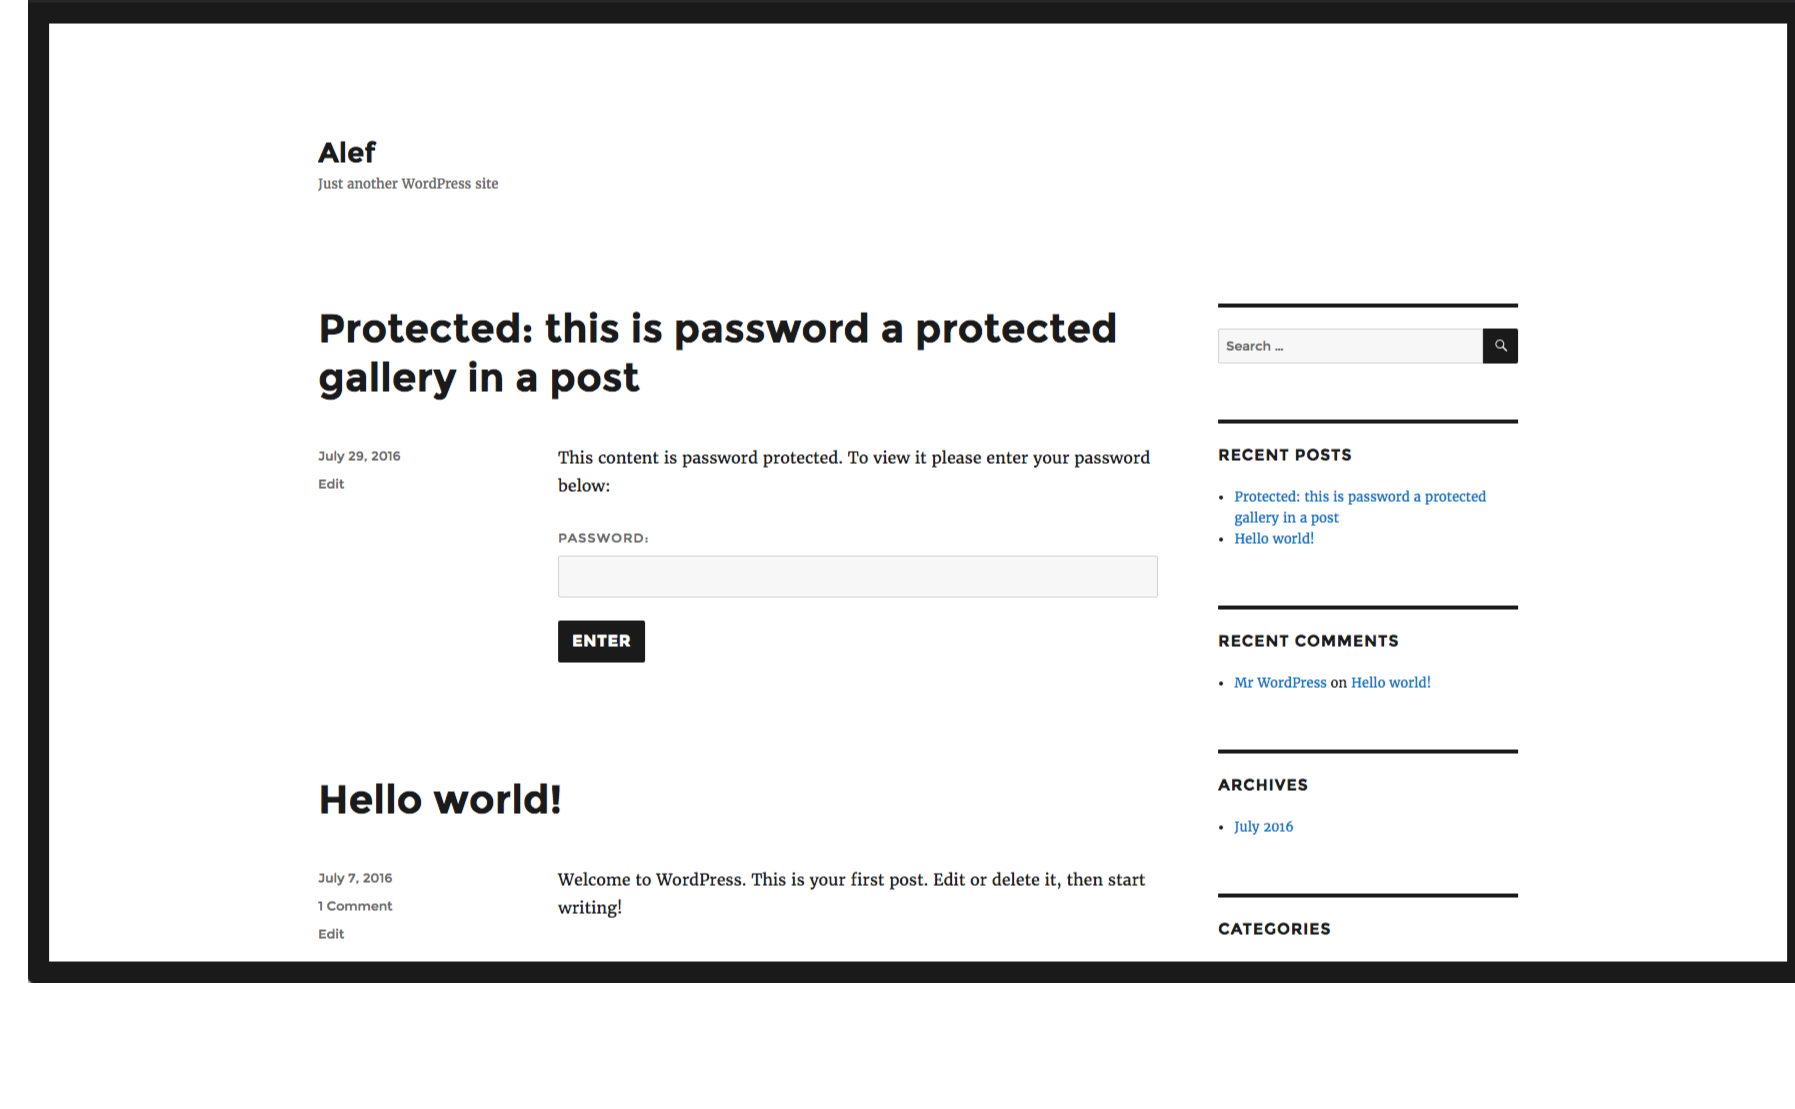 Alef
Just another WordPress site
Protected: this is password a protected
gallery in a post
July 29, 2016
Edit
This content is password protected. To view it please enter your password
below:
PASSWORD:
ENTER
Hello world!
July 7, 2016
1 Comment
Edit
Welcome to WordPress. This is your first post. Edit or delete it, then start
writing!
Search ...
RECENT POSTS
• Protected: this is password a protected
gallery in a post
• Hello world!
RECENT COMMENTS
• Mr WordPress on Hello world!
ARCHIVES
• July 2016
CATEGORIES